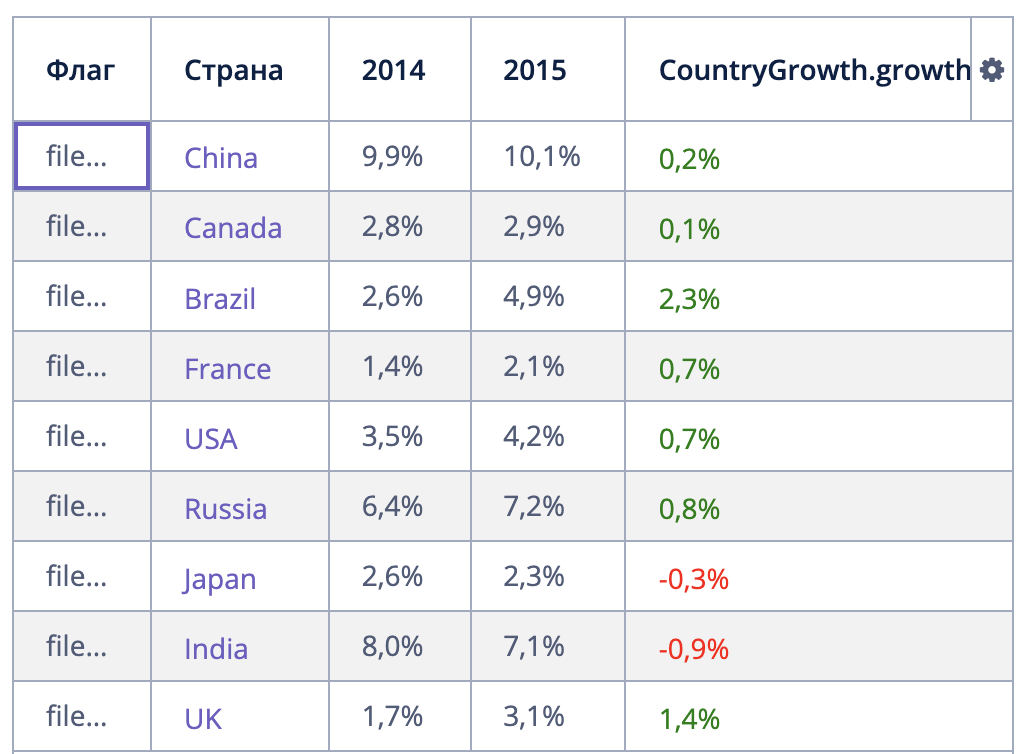 Флаг Страна 2014 2015 CountryGrowth.growth
file... China 9,9% 10,1% 0,2%
file... Canada 2,8% 2,9% 0,1%
file... Brazil 2,6% 4,9% 2,3%
file... France 1,4% 2,1% 0,7%
file... USA 3,5% 4,2% 0,7%
file... Russia 6,4% 7,2% 0,8%
file... Japan 2,6% 2,3% -0,3%
file... India 8,0% 7,1% -0,9%
file... UK 1,7% 3,1% 1,4%